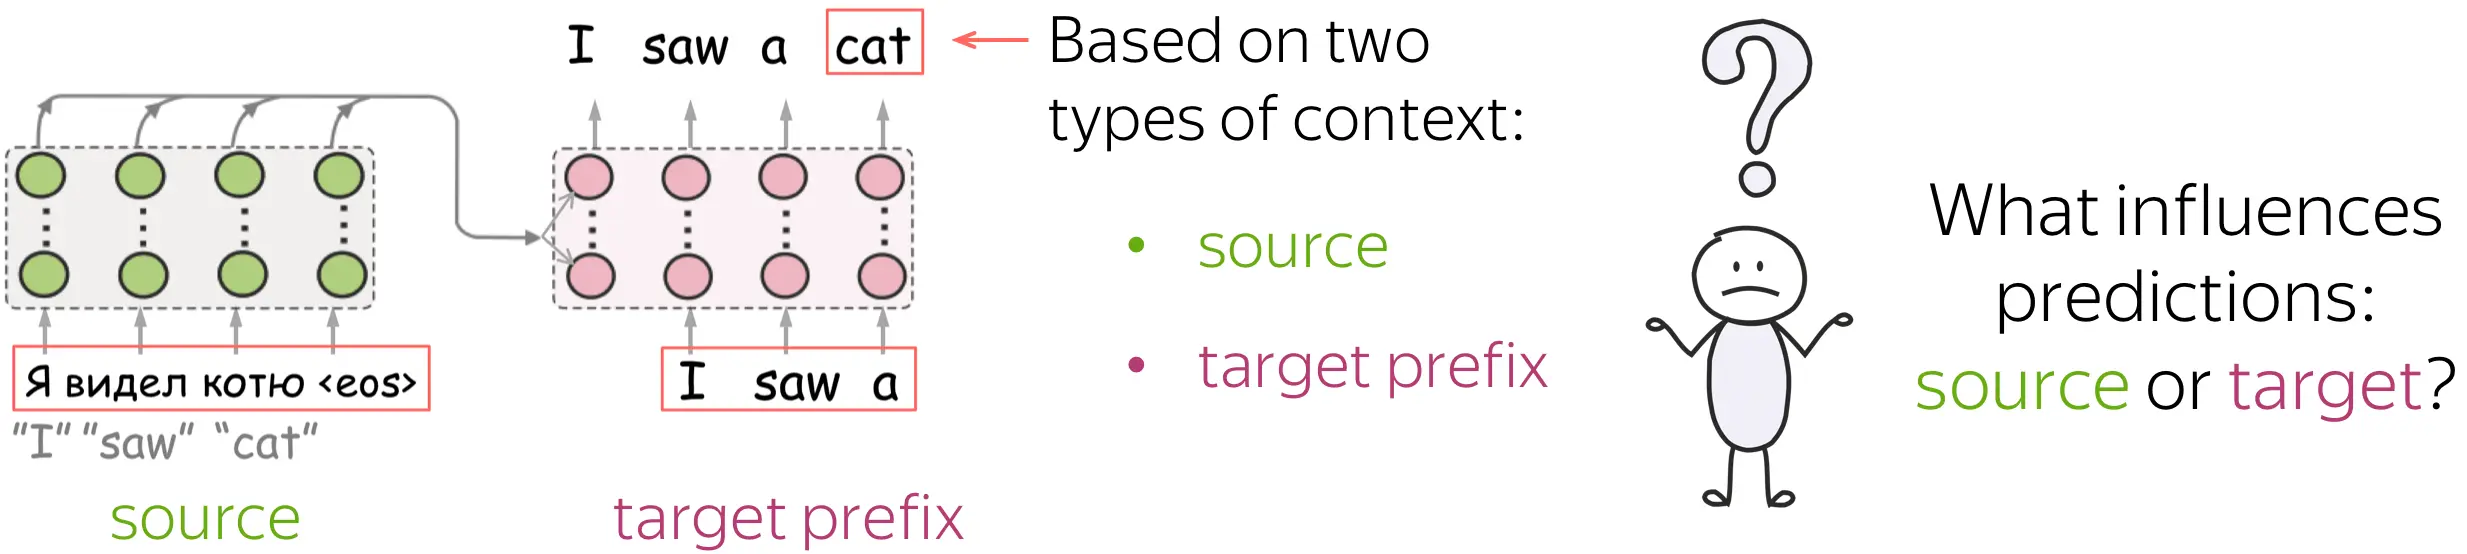 I saw a cat
Я видел котю <eos>
"I" "saw" "cat"
source
I saw a
target prefix
Based on two
types of context:
• source
• target prefix
?
What influences
predictions:
source or target?